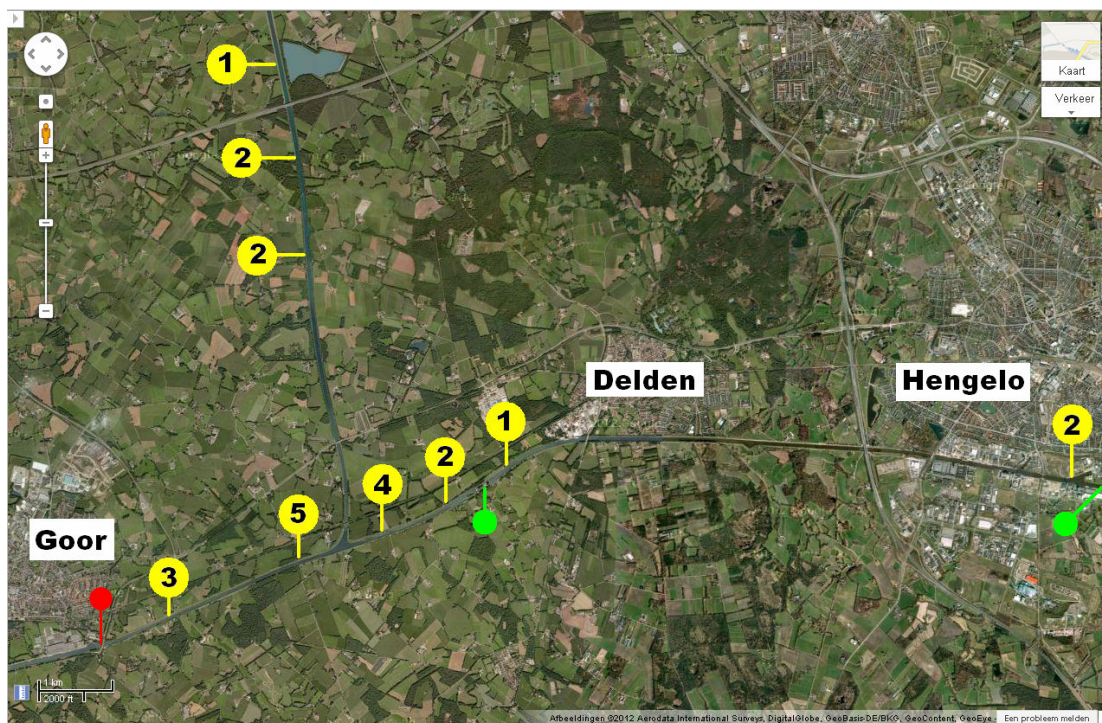 1
Kaart
Verkeer
2
2
Delden
Hengelo
1
2
2
4
5
Goor
3
1 km
2000 ft
Afbeeldingen ©2012 Aerodata International Surveys, DigitalGlobe, GeoBasis-DE/BKG, GeoContent, GeoEye,
Een probleem melden